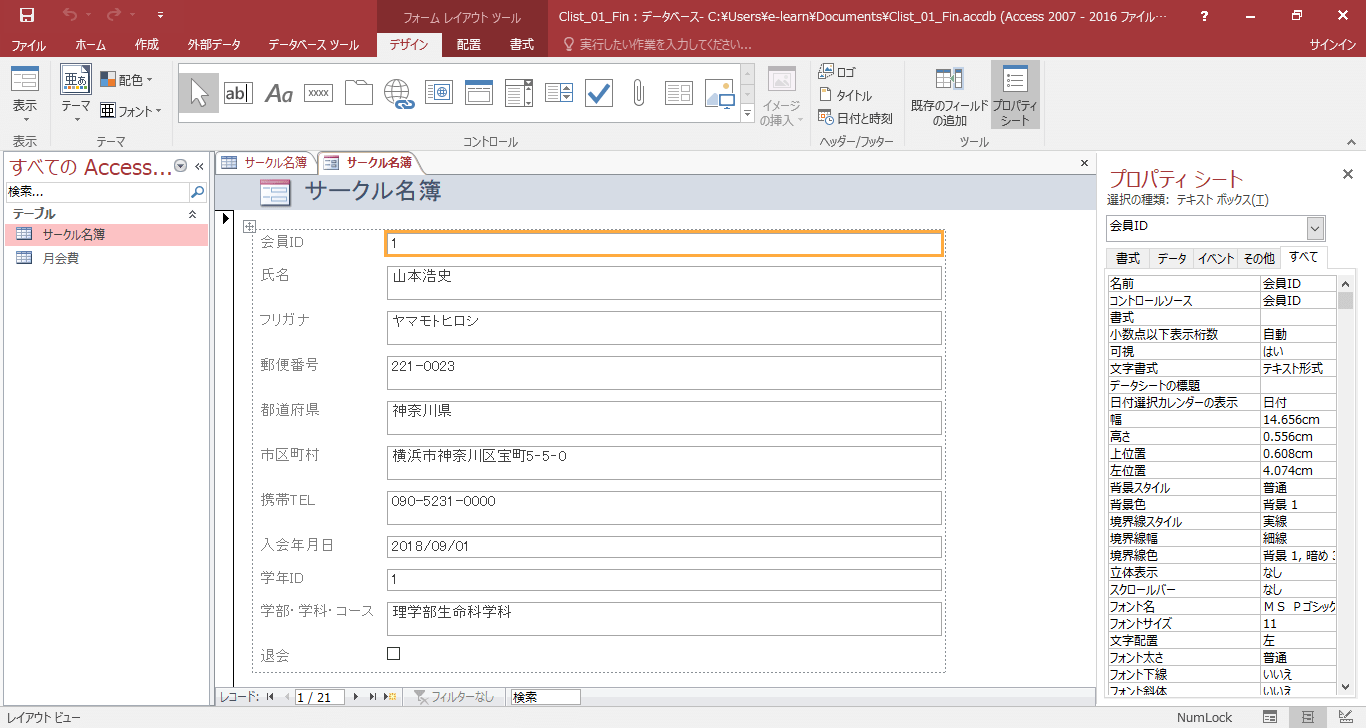 フォーム レイアウト ツール
Clist_01_Fin : データベース- C:¥Users¥e-learn¥Documents¥Clist_01_Fin.accdb (Access 2007 - 2016 ファイル…
?
ファイル ホーム 作成 外部データ データベース ツール デザイン 配置 書式 実行したい作業を入力してください... サインイン
表示
表示
テーマ
配色
フォント
テーマ
ab|
Aa
xxxx
コントロール
イメージ
の挿入
ロゴ
タイトル
日付と時刻
ヘッダー/フッター
既存のフィールド
の追加
プロパティ
シート
ツール
すべての Access...
検索...
テーブル
サークル名簿
月会費
サークル名簿 サークル名簿
サークル名簿
会員ID 1
氏名 山本浩史
フリガナ ヤマモトヒロシ
郵便番号 221-0023
都道府県 神奈川県
市区町村 横浜市神奈川区宝町5-5-0
携帯TEL 090-5231-0000
入会年月日 2018/09/01
学年ID 1
学部・学科・コース 理学部生命科学科
退会
レコード: 1 / 21 フィルターなし 検索
プロパティ シート
選択の種類: テキスト ボックス(T)
会員ID
書式 データ イベント その他 すべて
名前 会員ID
コントロールソース 会員ID
書式
小数点以下表示桁数 自動
可視 はい
文字書式 テキスト形式
データシートの標題
日付選択カレンダーの表示 日付
幅 14.656cm
高さ 0.556cm
上位置 0.608cm
左位置 4.074cm
背景スタイル 普通
背景色 背景 1
境界線スタイル 実線
境界線幅 細線
境界線色 背景 1, 暗め
立体表示 なし
スクロールバー なし
フォント名 ＭＳ Ｐゴシック
フォントサイズ 11
文字配置 左
フォント太さ 普通
フォント下線 いいえ
フォント斜体 いいえ
レイアウト ビュー
NumLock